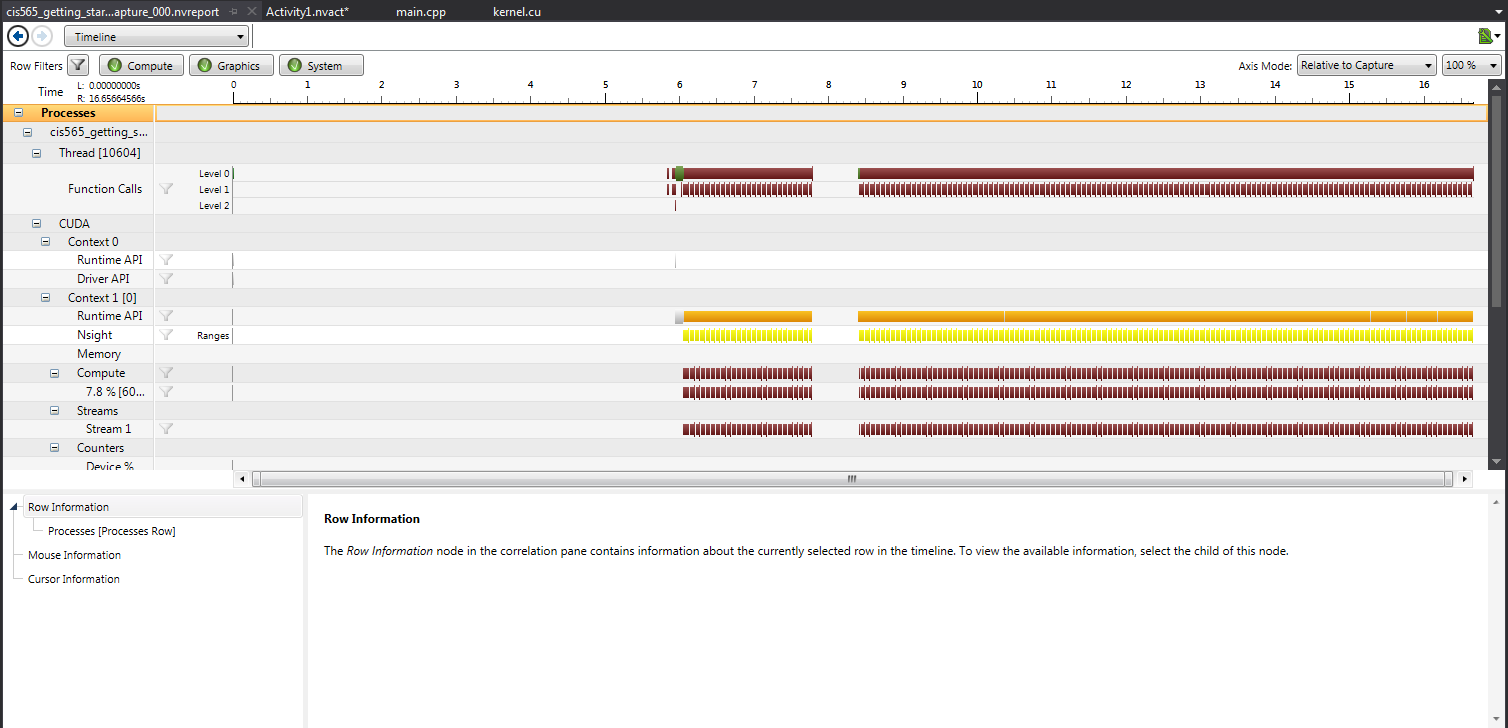 cis565_getting_star...apture_000.nvreport Activity1.nvact* main.cpp kernel.cu
Timeline
Row Filters Compute Graphics System Axis Mode: Relative to Capture 100 %
Time L: 0.00000000s R: 16.65664566s 0 1 2 3 4 5 6 7 8 9 10 11 12 13 14 15 16
Processes
cis565_getting_s...
Thread [10604]
Level 0
Function Calls Level 1
Level 2
CUDA
Context 0
Runtime API
Driver API
Context 1 [0]
Runtime API
Nsight Ranges
Memory
Compute
7.8 % [60...
Streams
Stream 1
Counters
Device %
Row Information
Processes [Processes Row]
Mouse Information
Cursor Information
Row Information
The Row Information node in the correlation pane contains information about the currently selected row in the timeline. To view the available information, select the child of this node.